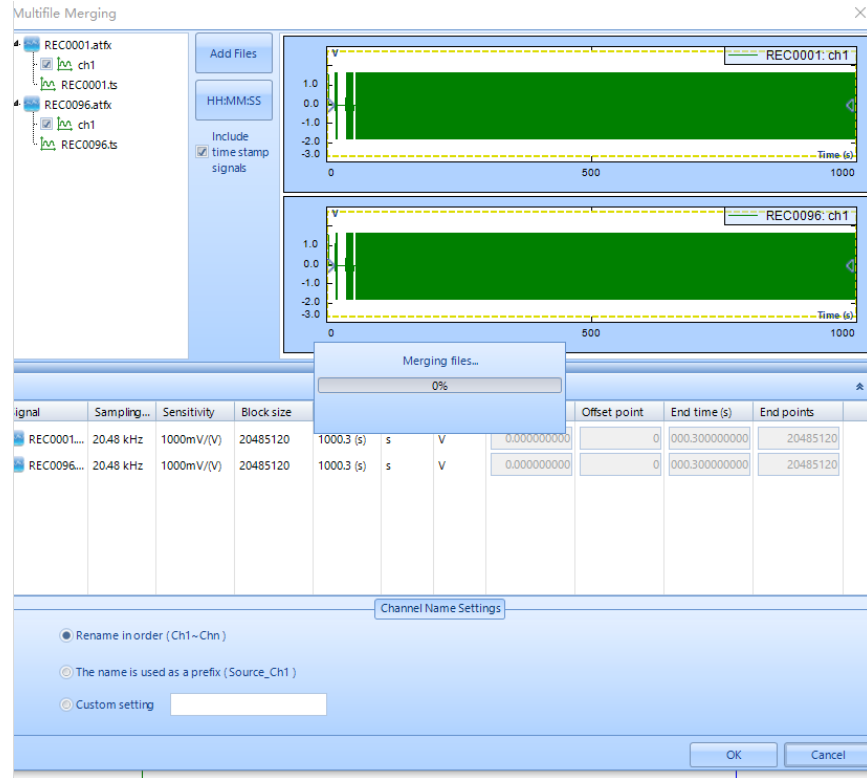 Multifile Merging
REC0001.atfx
ch1
REC0001.ts
REC0096.atfx
ch1
REC0096.ts
Add Files
HH:MM:SS
Include
time stamp
signals
V
REC0001: ch1
1.0
0.0
-1.0
-2.0
-3.0
Time (s)
0 500 1000
V
REC0096: ch1
1.0
0.0
-1.0
-2.0
-3.0
Time (s)
0 500 1000
Merging files...
0%
ignal Sampling... Sensitivity Block size Offset point End time (s) End points
REC0001.... 20.48 kHz 1000mV/(V) 20485120 1000.3 (s) s V 0.000000000 0 000.300000000 20485120
REC0096.... 20.48 kHz 1000mV/(V) 20485120 1000.3 (s) s V 0.000000000 0 000.300000000 20485120
Channel Name Settings
Rename in order ( Ch1~Chn )
The name is used as a prefix ( Source_Ch1 )
Custom setting
OK Cancel